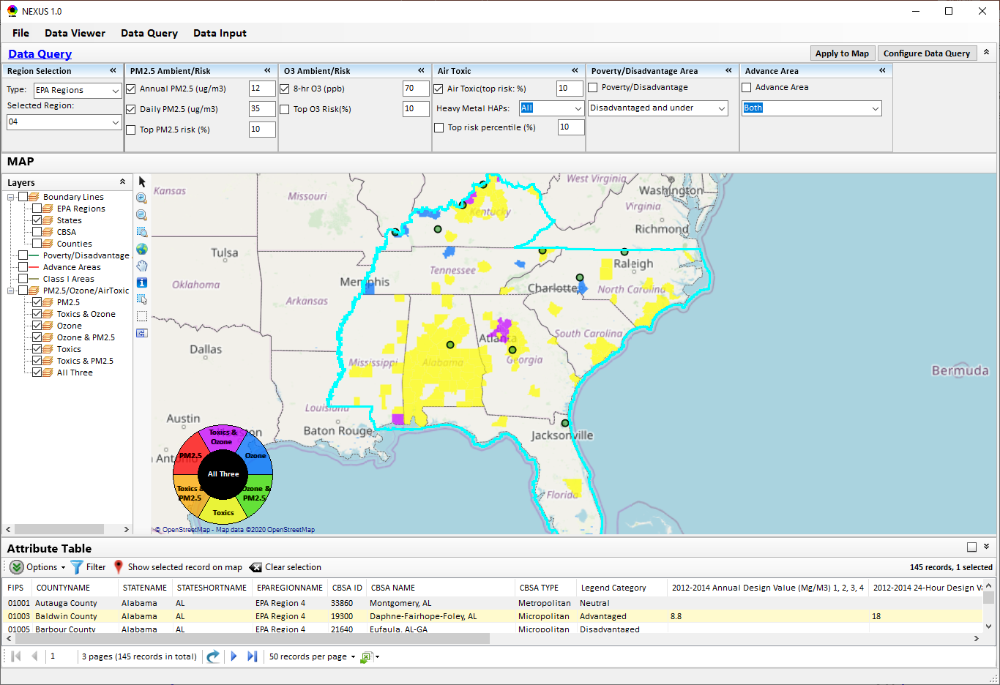 NEXUS 1.0
File Data Viewer Data Query Data Input
Data Query
Apply to Map Configure Data Query
Region Selection
Type: EPA Regions
Selected Region:
04
PM2.5 Ambient/Risk
Annual PM2.5 (ug/m3) 12
Daily PM2.5 (ug/m3) 35
Top PM2.5 risk (%) 10
O3 Ambient/Risk
8-hr O3 (ppb) 70
Top O3 Risk(%) 10
Air Toxic
Air Toxic(top risk: %) 10
Heavy Metal HAPs: All
Top risk percentile (%) 10
Poverty/Disadvantage Area
Poverty/Disadvantage
Disadvantaged and under
Advance Area
Advance Area
Both
MAP
Layers
Boundary Lines
EPA Regions
States
CBSA
Counties
Poverty/Disadvantage
Advance Areas
Class I Areas
PM2.5/Ozone/AirToxic
PM2.5
Toxics & Ozone
Ozone
Ozone & PM2.5
Toxics
Toxics & PM2.5
All Three
Kansas
Missouri
West Virginia
Washington
Virginia
Kentucky
Richmond
Tulsa
Tennessee
Raleigh
Oklahoma
Memphis
Charlotte
North Carolina
Arkansas
Dallas
Atlanta
South Carolina
Mississippi
Alabama
Georgia
Bermuda
Louisiana
Austin
Baton Rouge
Jacksonville
Florida
Toxics &
Ozone
PM2.5
Ozone
All Three
Toxics &
PM2.5
Ozone &
PM2.5
Toxics
© OpenStreetMap - Map data ©2020 OpenStreetMap
Attribute Table
Options Filter Show selected record on map Clear selection 145 records, 1 selected
FIPS COUNTYNAME STATENAME STATESHORTNAME EPAREGIONNAME CBSA ID CBSA NAME CBSA TYPE Legend Category 2012-2014 Annual Design Value (Mg/M3) 1, 2, 3, 4 2012-2014 24-Hour Design Va
01001 Autauga County Alabama AL EPA Region 4 33860 Montgomery, AL Metropolitan Neutral
01003 Baldwin County Alabama AL EPA Region 4 19300 Daphne-Fairhope-Foley, AL Micropolitan Advantaged 8.8 18
01005 Barbour County Alabama AL EPA Region 4 21640 Eufaula, AL-GA Micropolitan Disadvantaged
1 3 pages (145 records in total) 50 records per page